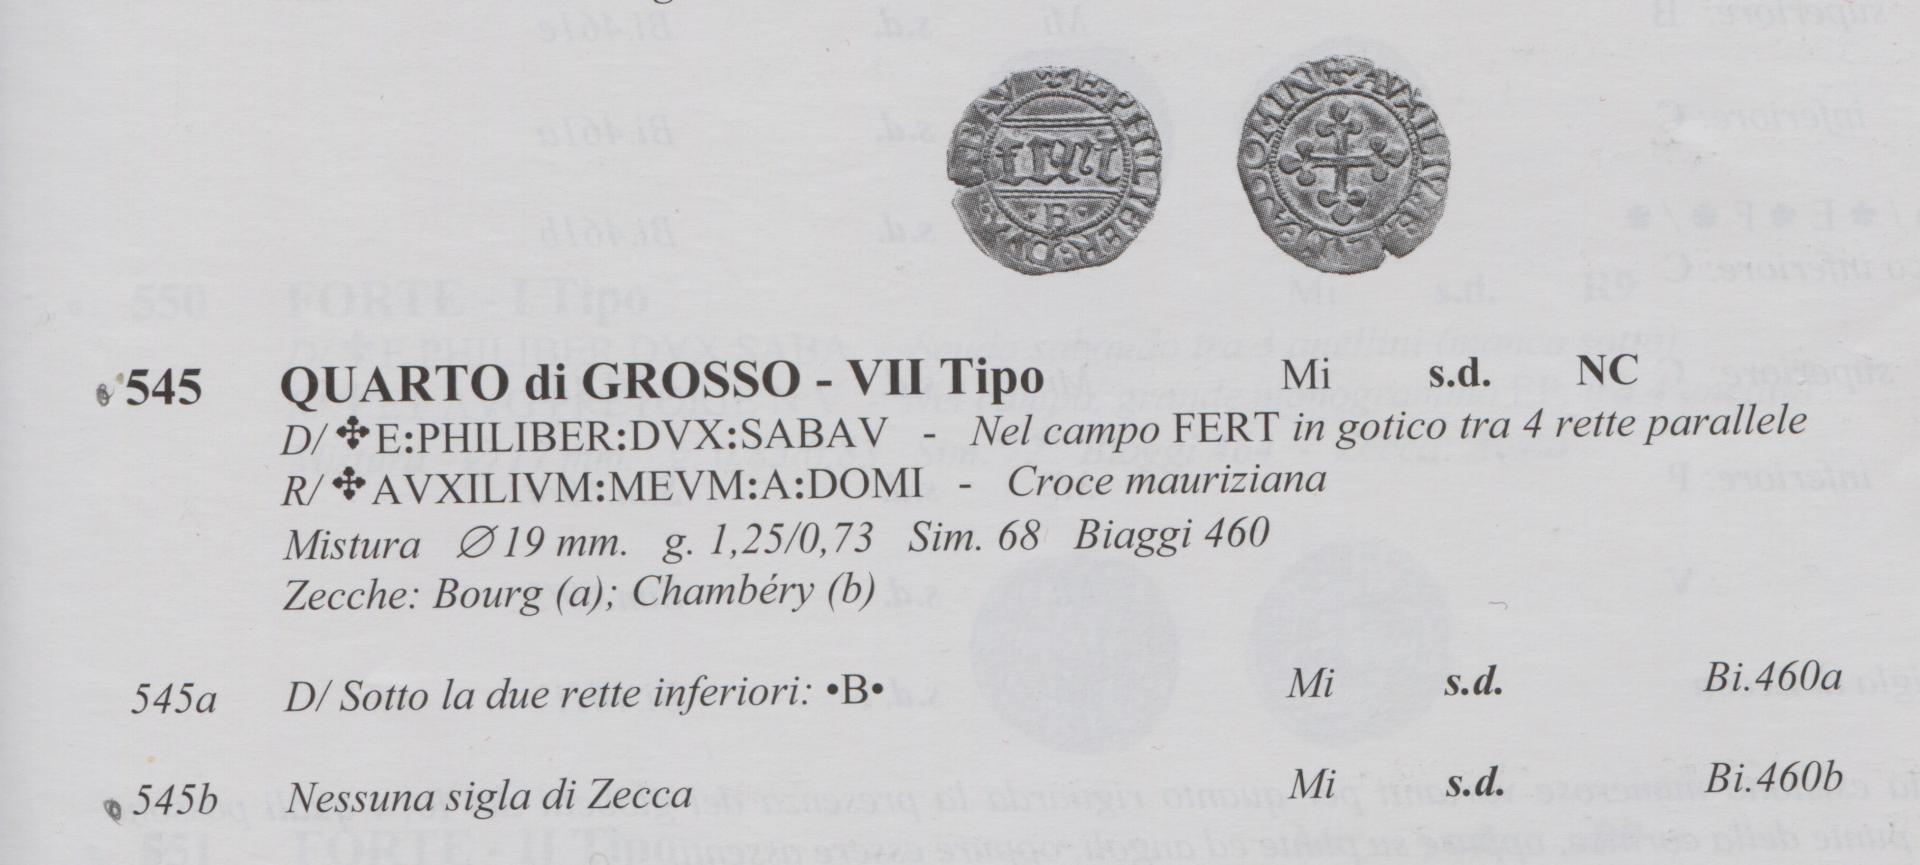 545 QUARTO di GROSSO - VII Tipo Mi s.d. NC
D/ ✤E:PHILIBER:DVX:SABAV - Nel campo FERT in gotico tra 4 rette parallele
R/ ✤AVXILIVM:MEVM:A:DOMI - Croce mauriziana
Mistura Ø 19 mm. g. 1,25/0,73 Sim. 68 Biaggi 460
Zecche: Bourg (a); Chambéry (b)
545a D/ Sotto la due rette inferiori: •B• Mi s.d. Bi.460a
545b Nessuna sigla di Zecca Mi s.d. Bi.460b